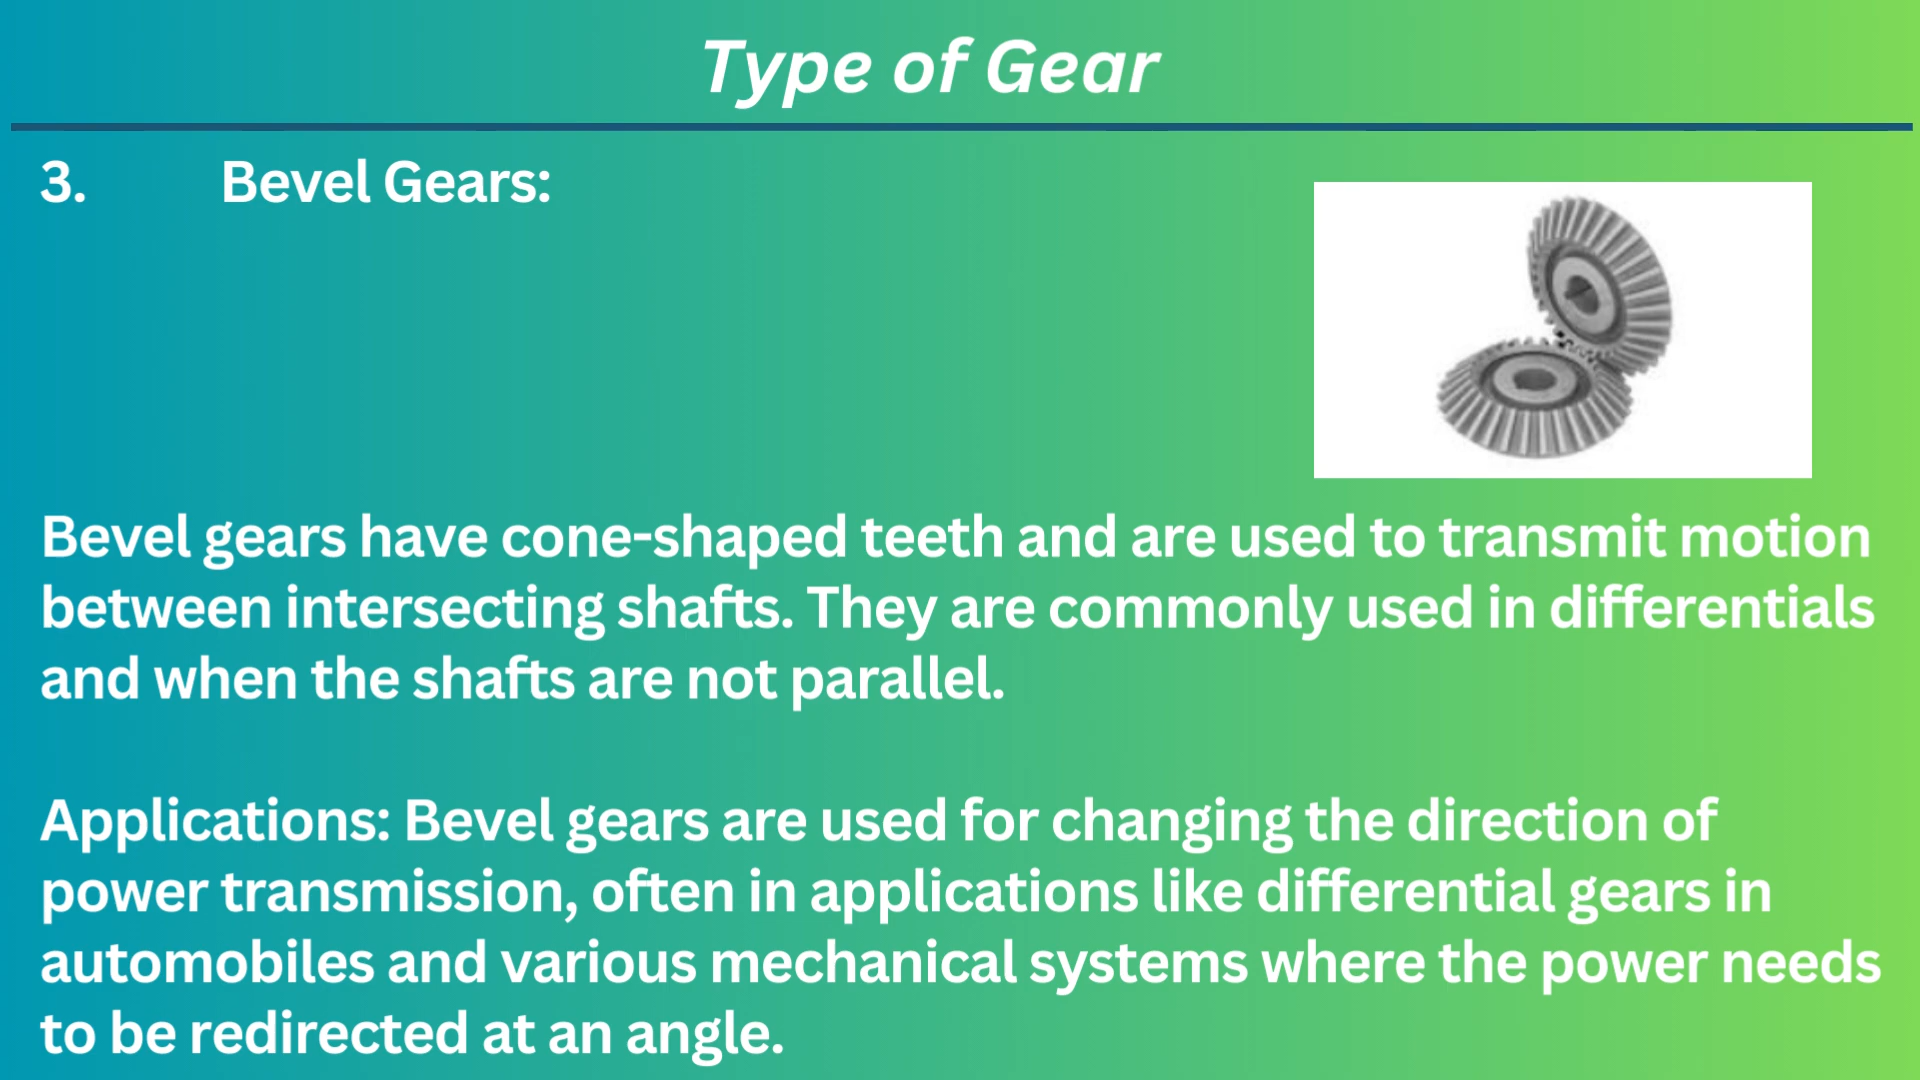 Type of Gear
3. Bevel Gears:
Bevel gears have cone-shaped teeth and are used to transmit motion
between intersecting shafts. They are commonly used in differentials
and when the shafts are not parallel.
Applications: Bevel gears are used for changing the direction of
power transmission, often in applications like differential gears in
automobiles and various mechanical systems where the power needs
to be redirected at an angle.